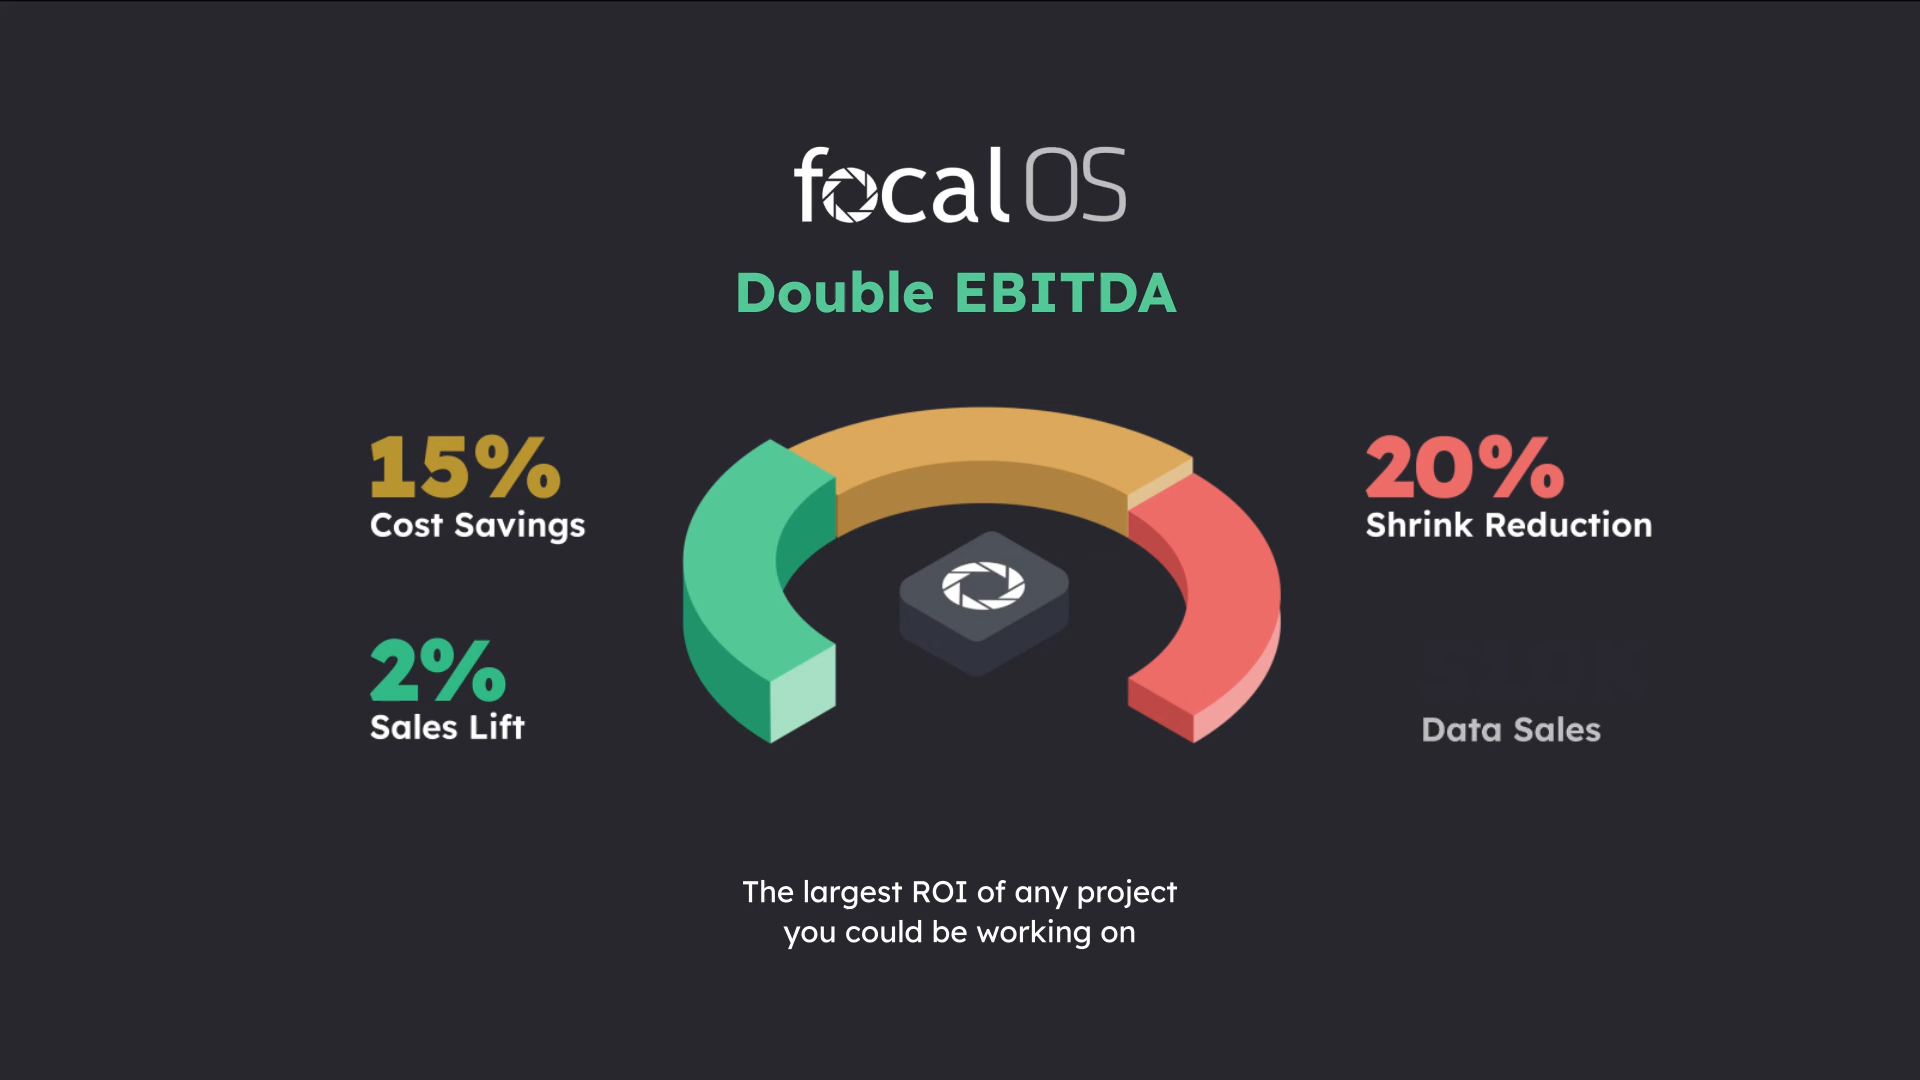 focal OS
Double EBITDA
15%
Cost Savings
2%
Sales Lift
20%
Shrink Reduction
Data Sales
The largest ROI of any project
you could be working on